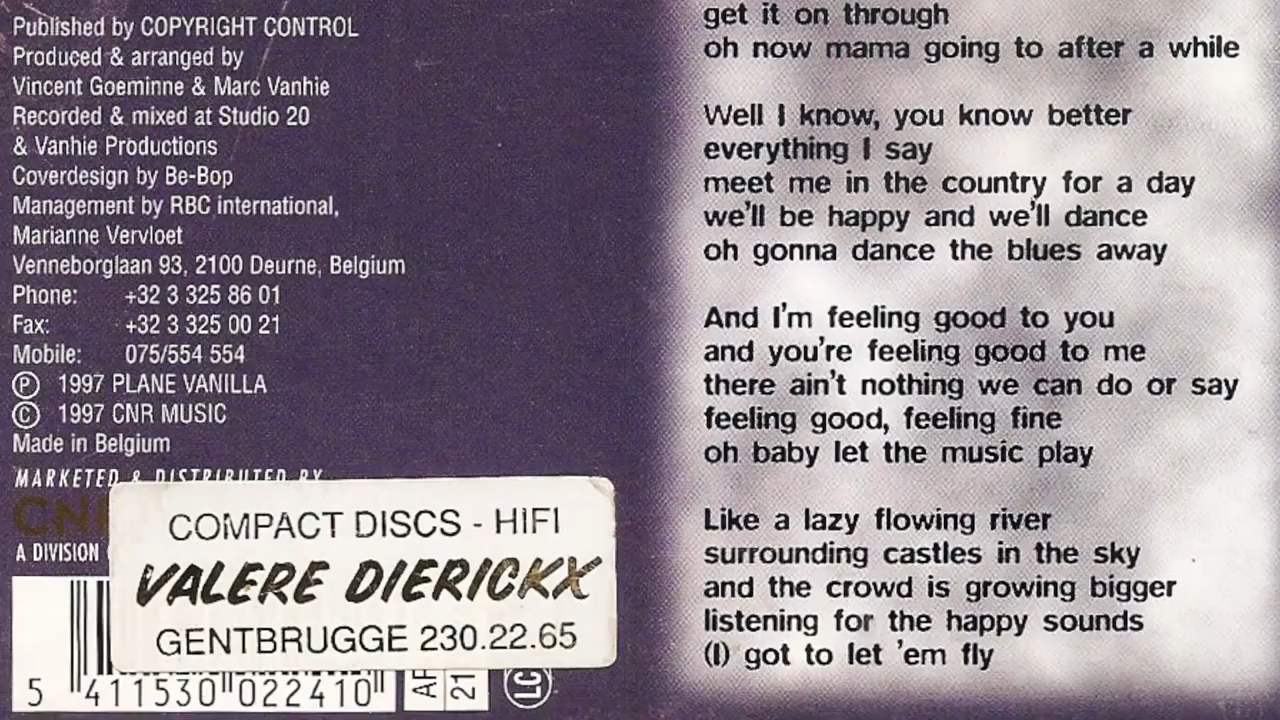 Published by COPYRIGHT CONTROL
Produced & arranged by
Vincent Goeminne & Marc Vanhie
Recorded & mixed at Studio 20
& Vanhie Productions
Coverdesign by Be-Bop
Management by RBC international,
Marianne Vervloet
Venneborglaan 93, 2100 Deurne, Belgium
Phone: +32 3 325 86 01
Fax: +32 3 325 00 21
Mobile: 075/554 554
Ⓟ 1997 PLANE VANILLA
© 1997 CNR MUSIC
Made in Belgium
MARKETED & DISTRIBUTED BY
CNR
A DIVISION
COMPACT DISCS - HIFI
VALERE DIERICKX
GENTBRUGGE 230.22.65
5 411530 022410
LC
get it on through
oh now mama going to after a while
Well I know, you know better
everything I say
meet me in the country for a day
we'll be happy and we'll dance
oh gonna dance the blues away
And I'm feeling good to you
and you're feeling good to me
there ain't nothing we can do or say
feeling good, feeling fine
oh baby let the music play
Like a lazy flowing river
surrounding castles in the sky
and the crowd is growing bigger
listening for the happy sounds
(I) got to let 'em fly